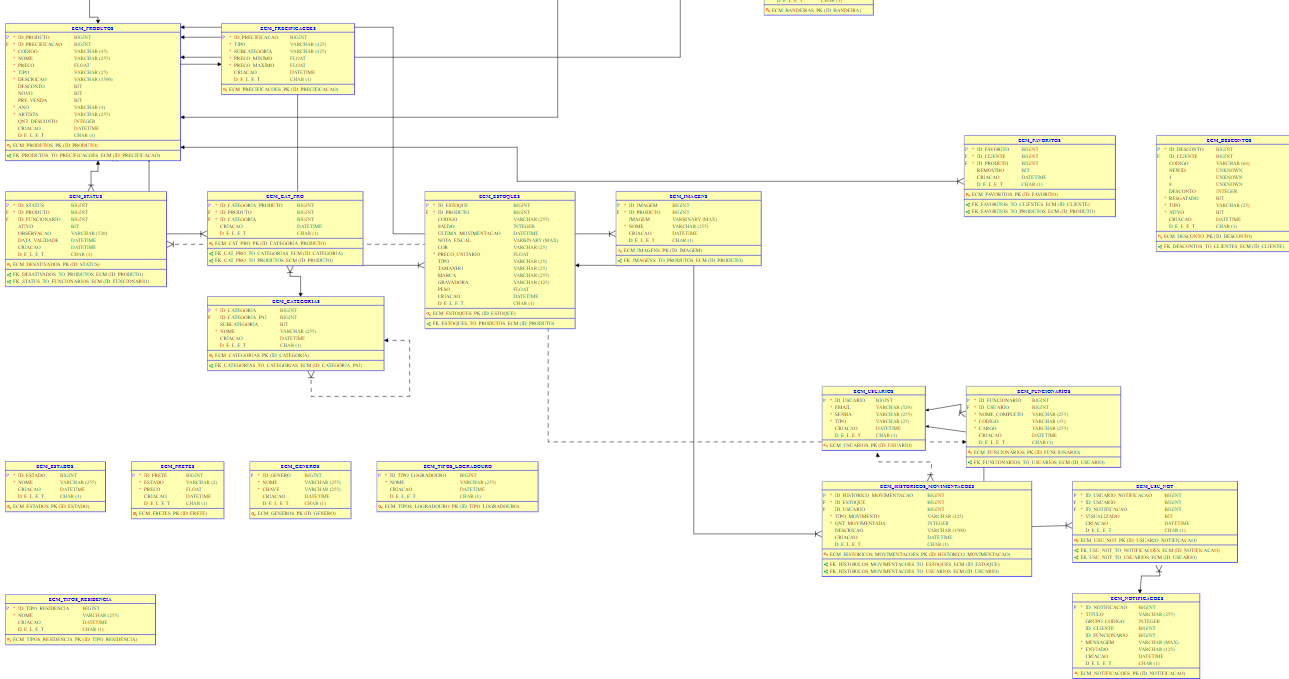 D_E_L_E_T_ CHAR (1)
ECM_BANDEIRAS_PK (ID_BANDEIRA)
ECM_PRODUTOS
P * ID_PRODUTO BIGINT
F * ID_PRECIFICACAO BIGINT
* CODIGO VARCHAR (45)
* NOME VARCHAR (255)
* PRECO FLOAT
* TIPO VARCHAR (25)
* DESCRICAO VARCHAR (1500)
DESCONTO BIT
NOVO BIT
PRE_VENDA BIT
* ANO VARCHAR (4)
* ARTISTA VARCHAR (255)
QNT_DESCONTO INTEGER
CRIACAO DATETIME
D_E_L_E_T_ CHAR (1)
ECM_PRODUTOS_PK (ID_PRODUTO)
FK_PRODUTOS_TO_PRECIFICACOES_ECM (ID_PRECIFICACAO)
ECM_PRECIFICACOES
P * ID_PRECIFICACAO BIGINT
* TIPO VARCHAR (125)
* SUBCATEGORIA VARCHAR (125)
* PRECO_MINIMO FLOAT
* PRECO_MAXIMO FLOAT
CRIACAO DATETIME
D_E_L_E_T_ CHAR (1)
ECM_PRECIFICACOES_PK (ID_PRECIFICACAO)
ECM_FAVORITOS
P * ID_FAVORITO BIGINT
F * ID_CLIENTE BIGINT
F * ID_PRODUTO BIGINT
REMOVIDO BIT
CRIACAO DATETIME
D_E_L_E_T_ CHAR (1)
ECM_FAVORITOS_PK (ID_FAVORITO)
FK_FAVORITOS_TO_CLIENTES_ECM (ID_CLIENTE)
FK_FAVORITOS_TO_PRODUTOS_ECM (ID_PRODUTO)
ECM_DESCONTOS
P * ID_DESCONTO BIGINT
F * ID_CLIENTE BIGINT
CODIGO VARCHAR (60)
NEWID UNKNOWN
1 UNKNOWN
8 UNKNOWN
DESCONTO INTEGER
* RESGATADO BIT
* TIPO VARCHAR (25)
* ATIVO BIT
CRIACAO DATETIME
D_E_L_E_T_ CHAR (1)
ECM_DESCONTO_PK (ID_DESCONTO)
FK_DESCONTOS_TO_CLIENTES_ECM (ID_CLIENTE)
ECM_STATUS
P * ID_STATUS BIGINT
F * ID_PRODUTO BIGINT
F * ID_FUNCIONARIO BIGINT
ATIVO BIT
OBSERVACAO VARCHAR (520)
DATA_VALIDADE DATETIME
CRIACAO DATETIME
D_E_L_E_T_ CHAR (1)
ECM_DESATIVADOS_PK (ID_STATUS)
FK_DESATIVADOS_TO_PRODUTOS_ECM (ID_PRODUTO)
FK_STATUS_TO_FUNCIONARIOS_ECM (ID_FUNCIONARIO)
ECM_CAT_PRO
P * ID_CATEGORIA_PRODUTO BIGINT
F * ID_PRODUTO BIGINT
F * ID_CATEGORIA BIGINT
CRIACAO DATETIME
D_E_L_E_T_ CHAR (1)
ECM_CAT_PRO_PK (ID_CATEGORIA_PRODUTO)
FK_CAT_PRO_TO_CATEGORIAS_ECM (ID_CATEGORIA)
FK_CAT_PRO_TO_PRODUTOS_ECM (ID_PRODUTO)
ECM_ESTOQUES
P * ID_ESTOQUE BIGINT
F * ID_PRODUTO BIGINT
CODIGO VARCHAR (255)
SALDO INTEGER
ULTIMA_MOVIMENTACAO DATETIME
NOTA_FISCAL VARBINARY (MAX)
COR VARCHAR (25)
* PRECO_UNITARIO FLOAT
TIPO VARCHAR (25)
TAMANHO VARCHAR (25)
MARCA VARCHAR (255)
GRAVADORA VARCHAR (125)
PESO FLOAT
CRIACAO DATETIME
D_E_L_E_T_ CHAR (1)
ECM_ESTOQUES_PK (ID_ESTOQUE)
FK_ESTOQUES_TO_PRODUTOS_ECM (ID_PRODUTO)
ECM_IMAGENS
P * ID_IMAGEM BIGINT
F * ID_PRODUTO BIGINT
IMAGEM VARBINARY (MAX)
* NOME VARCHAR (255)
CRIACAO DATETIME
D_E_L_E_T_ CHAR (1)
ECM_IMAGENS_PK (ID_IMAGEM)
FK_IMAGENS_TO_PRODUTOS_ECM (ID_PRODUTO)
ECM_CATEGORIAS
P * ID_CATEGORIA BIGINT
F ID_CATEGORIA_PAI BIGINT
SUBCATEGORIA BIT
* NOME VARCHAR (255)
CRIACAO DATETIME
D_E_L_E_T_ CHAR (1)
ECM_CATEGORIAS_PK (ID_CATEGORIA)
FK_CATEGORIAS_TO_CATEGORIAS_ECM (ID_CATEGORIA_PAI)
ECM_USUARIOS
P * ID_USUARIO BIGINT
* EMAIL VARCHAR (520)
* SENHA VARCHAR (255)
* TIPO VARCHAR (25)
CRIACAO DATETIME
D_E_L_E_T_ CHAR (1)
ECM_USUARIOS_PK (ID_USUARIO)
ECM_FUNCIONARIOS
P * ID_FUNCIONARIO BIGINT
F * ID_USUARIO BIGINT
* NOME_COMPLETO VARCHAR (255)
* CODIGO VARCHAR (45)
* CARGO VARCHAR (255)
CRIACAO DATETIME
D_E_L_E_T_ CHAR (1)
ECM_FUNCIONARIOS_PK (ID_FUNCIONARIO)
FK_FUNCIONARIOS_TO_USUARIOS_ECM (ID_USUARIO)
ECM_ESTADOS
P * ID_ESTADO BIGINT
* NOME VARCHAR (255)
CRIACAO DATETIME
D_E_L_E_T_ CHAR (1)
ECM_ESTADOS_PK (ID_ESTADO)
ECM_FRETES
P * ID_FRETE BIGINT
* ESTADO VARCHAR (2)
* PRECO FLOAT
CRIACAO DATETIME
D_E_L_E_T_ CHAR (1)
ECM_FRETES_PK (ID_FRETE)
ECM_GENEROS
P * ID_GENERO BIGINT
* NOME VARCHAR (255)
* CHAVE VARCHAR (255)
CRIACAO DATETIME
D_E_L_E_T_ CHAR (1)
ECM_GENEROS_PK (ID_GENERO)
ECM_TIPOS_LOGRADOURO
P * ID_TIPO_LOGRADOURO BIGINT
* NOME VARCHAR (255)
CRIACAO DATETIME
D_E_L_E_T_ CHAR (1)
ECM_TIPOS_LOGRADOURO_PK (ID_TIPO_LOGRADOURO)
ECM_HISTORICOS_MOVIMENTACOES
P * ID_HISTORICO_MOVIMENTACAO BIGINT
F * ID_ESTOQUE BIGINT
F ID_USUARIO BIGINT
* TIPO_MOVIMENTO VARCHAR (125)
* QNT_MOVIMENTADA INTEGER
DESCRICAO VARCHAR (1500)
CRIACAO DATETIME
D_E_L_E_T_ CHAR (1)
ECM_HISTORICOS_MOVIMENTACOES_PK (ID_HISTORICO_MOVIMENTACAO)
FK_HISTORICOS_MOVIMENTACOES_TO_ESTOQUES_ECM (ID_ESTOQUE)
FK_HISTORICOS_MOVIMENTACOES_TO_USUARIOS_ECM (ID_USUARIO)
ECM_USU_NOT
P * ID_USUARIO_NOTIFICACAO BIGINT
F * ID_USUARIO BIGINT
F * ID_NOTIFICACAO BIGINT
* VISUALIZADO BIT
CRIACAO DATETIME
D_E_L_E_T_ CHAR (1)
ECM_USU_NOT_PK (ID_USUARIO_NOTIFICACAO)
FK_USU_NOT_TO_NOTIFICACOES_ECM (ID_NOTIFICACAO)
FK_USU_NOT_TO_USUARIOS_ECM (ID_USUARIO)
ECM_TIPOS_RESIDENCIA
P * ID_TIPO_RESIDENCIA BIGINT
* NOME VARCHAR (255)
CRIACAO DATETIME
D_E_L_E_T_ CHAR (1)
ECM_TIPOS_RESIDENCIA_PK (ID_TIPO_RESIDENCIA)
ECM_NOTIFICACOES
P * ID_NOTIFICACAO BIGINT
* TITULO VARCHAR (255)
GRUPO_CODIGO INTEGER
ID_CLIENTE BIGINT
ID_FUNCIONARIO BIGINT
* MENSAGEM VARCHAR (MAX)
* ENVIADO VARCHAR (125)
CRIACAO DATETIME
D_E_L_E_T_ CHAR (1)
ECM_NOTIFICACOES_PK (ID_NOTIFICACAO)